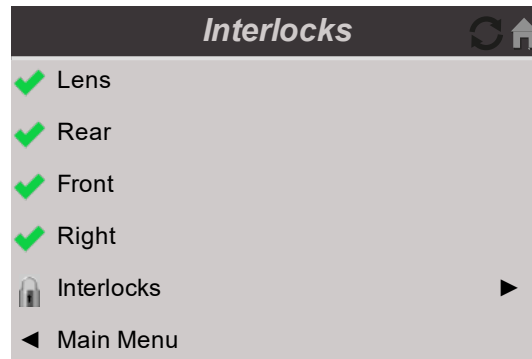 Interlocks
Lens
Rear
Front
Right
Interlocks
Main Menu